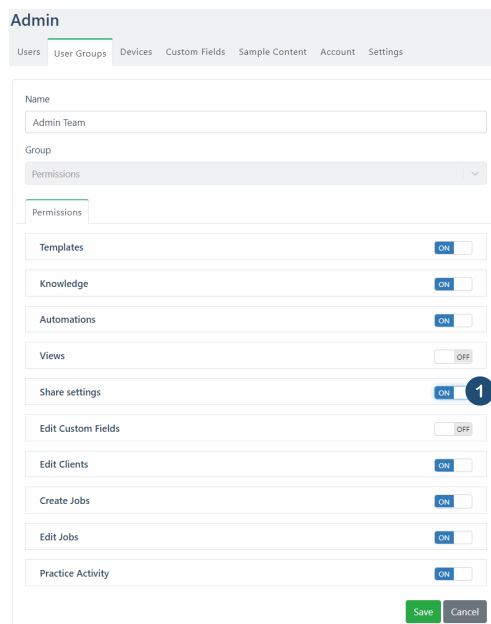 Admin
Users User Groups Devices Custom Fields Sample Content Account Settings
Name
Admin Team
Group
Permissions
Permissions
Templates ON
Knowledge ON
Automations ON
Views OFF
Share settings ON 1
Edit Custom Fields OFF
Edit Clients ON
Create Jobs ON
Edit Jobs ON
Practice Activity ON
Save Cancel